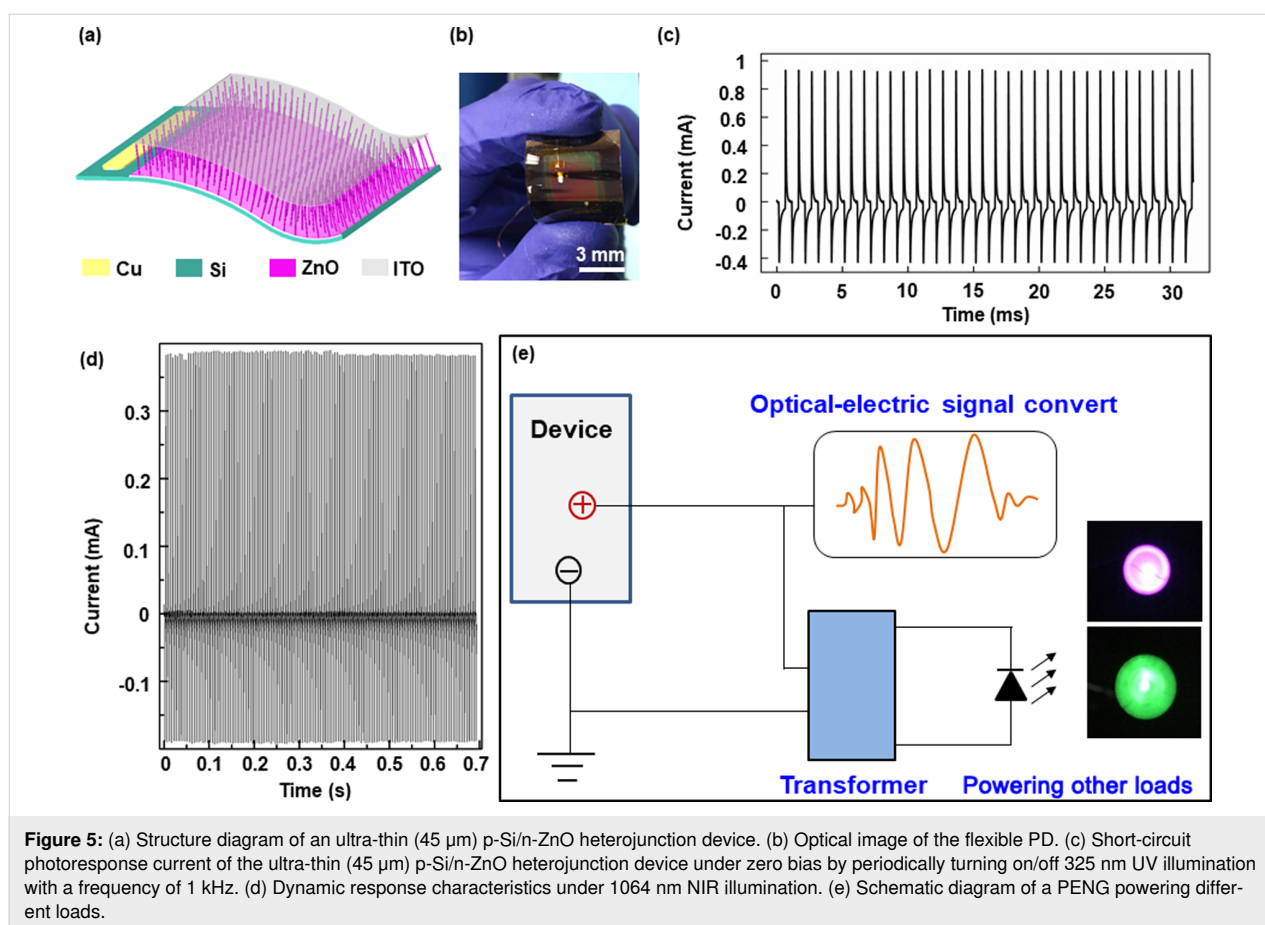 (a)
Cu Si ZnO ITO
(b)
3 mm
(c)
Current (mA)
1
0.8
0.6
0.4
0.2
0
-0.2
-0.4
0 5 10 15 20 25 30
Time (ms)
(d)
Current (mA)
0.3
0.2
0.1
0
-0.1
0 0.1 0.2 0.3 0.4 0.5 0.6 0.7
Time (s)
(e)
Device
Optical-electric signal convert
Transformer
Powering other loads
Figure 5: (a) Structure diagram of an ultra-thin (45 µm) p-Si/n-ZnO heterojunction device. (b) Optical image of the flexible PD. (c) Short-circuit
photoresponse current of the ultra-thin (45 µm) p-Si/n-ZnO heterojunction device under zero bias by periodically turning on/off 325 nm UV illumination
with a frequency of 1 kHz. (d) Dynamic response characteristics under 1064 nm NIR illumination. (e) Schematic diagram of a PENG powering differ-
ent loads.